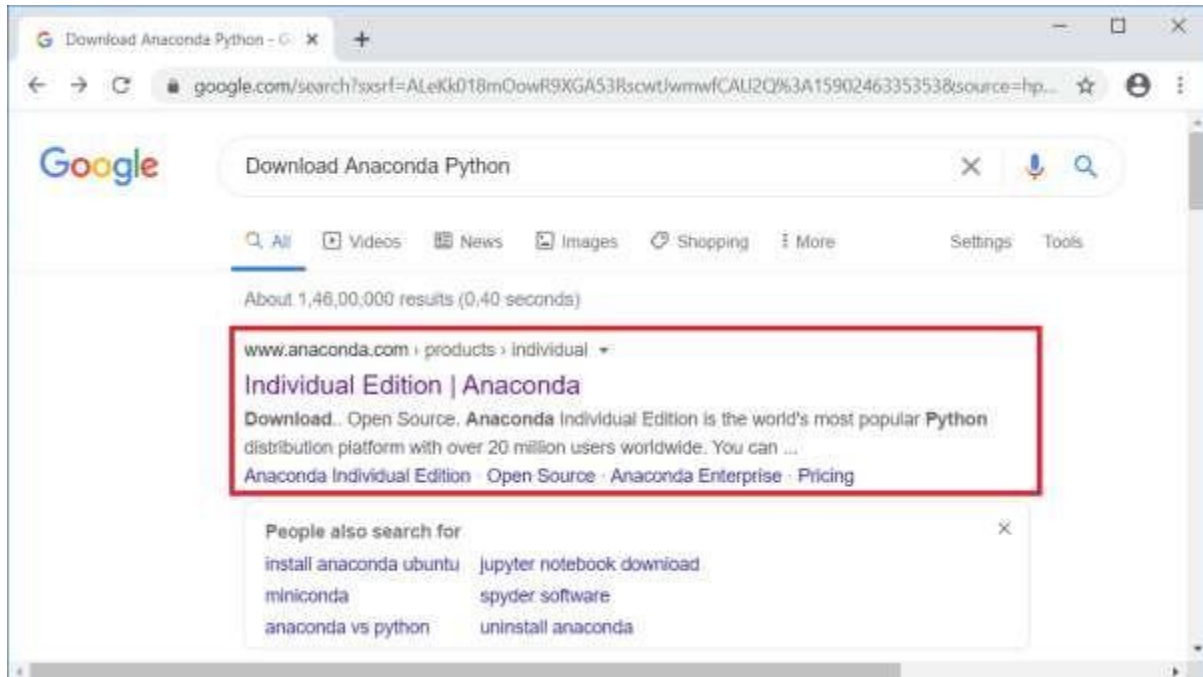 Download Anaconda Python - G
google.com/search?sxsrf=
Google
Download Anaconda Python
All Videos News Images Shopping More Settings Tools
About 1,46,00,000 results (0.40 seconds)
www.anaconda.com › products › individual
Individual Edition | Anaconda
Download.. Open Source. Anaconda Individual Edition is the world's most popular Python
distribution platform with over 20 million users worldwide. You can ...
Anaconda Individual Edition · Open Source · Anaconda Enterprise · Pricing
People also search for
install anaconda ubuntu jupyter notebook download
miniconda spyder software
anaconda vs python uninstall anaconda